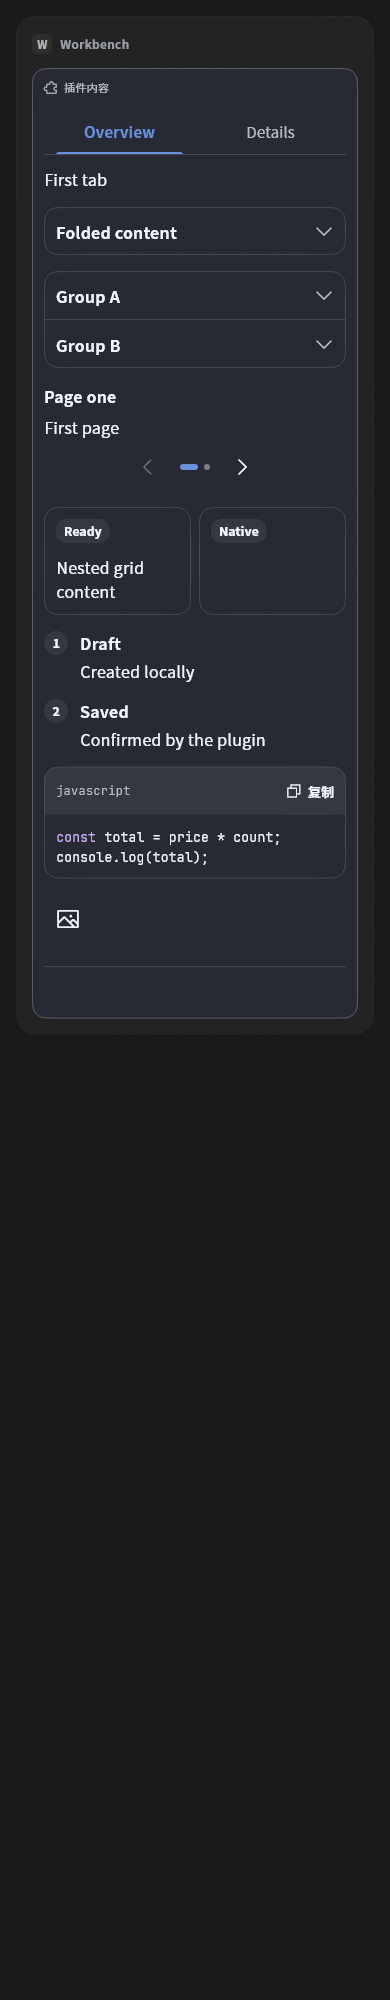 W Workbench
插件内容
Overview Details
First tab
Folded content
Group A
Group B
Page one
First page
Ready Native
Nested grid
content
1 Draft
Created locally
2 Saved
Confirmed by the plugin
javascript 复制
const total = price * count;
console.log(total);